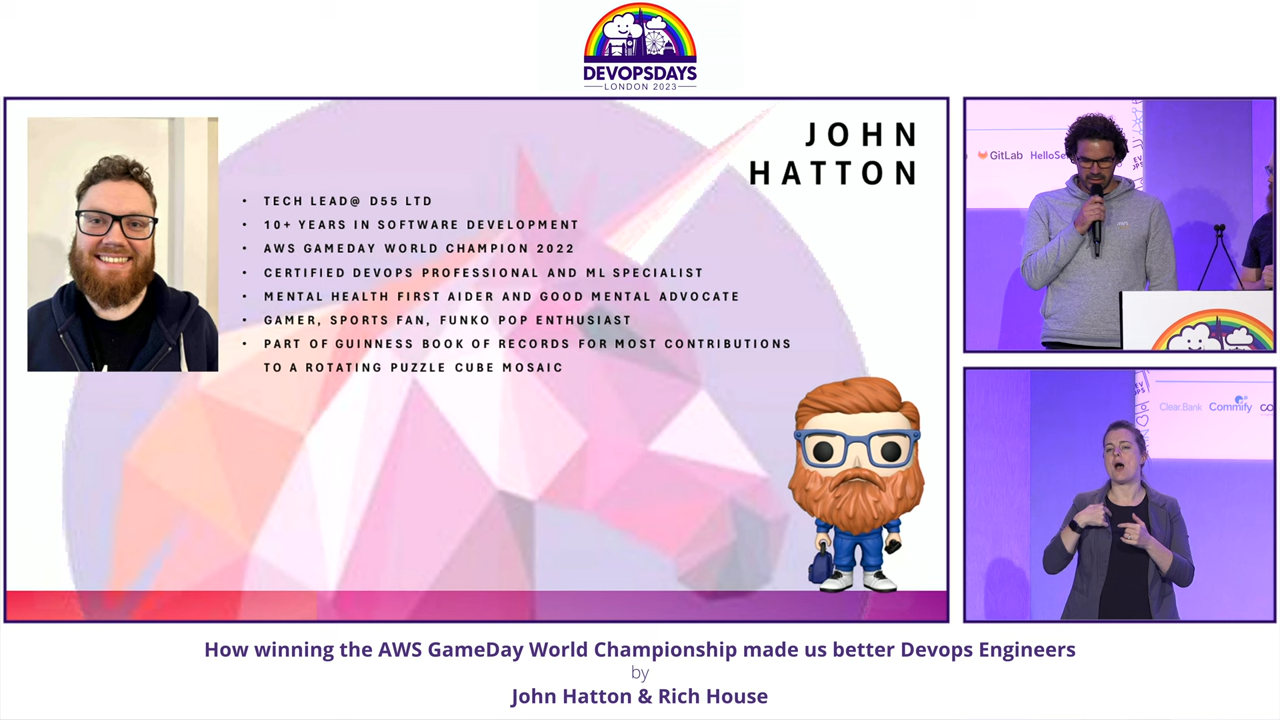 DEVOPSDAYS
LONDON 2023
JOHN
HATTON
• TECH LEAD@ D55 LTD
• 10+ YEARS IN SOFTWARE DEVELOPMENT
• AWS GAMEDAY WORLD CHAMPION 2022
• CERTIFIED DEVOPS PROFESSIONAL AND ML SPECIALIST
• MENTAL HEALTH FIRST AIDER AND GOOD MENTAL ADVOCATE
• GAMER, SPORTS FAN, FUNKO POP ENTHUSIAST
• PART OF GUINNESS BOOK OF RECORDS FOR MOST CONTRIBUTIONS
TO A ROTATING PUZZLE CUBE MOSAIC
GitLab
ClearBank Commify
How winning the AWS GameDay World Championship made us better Devops Engineers
by
John Hatton & Rich House